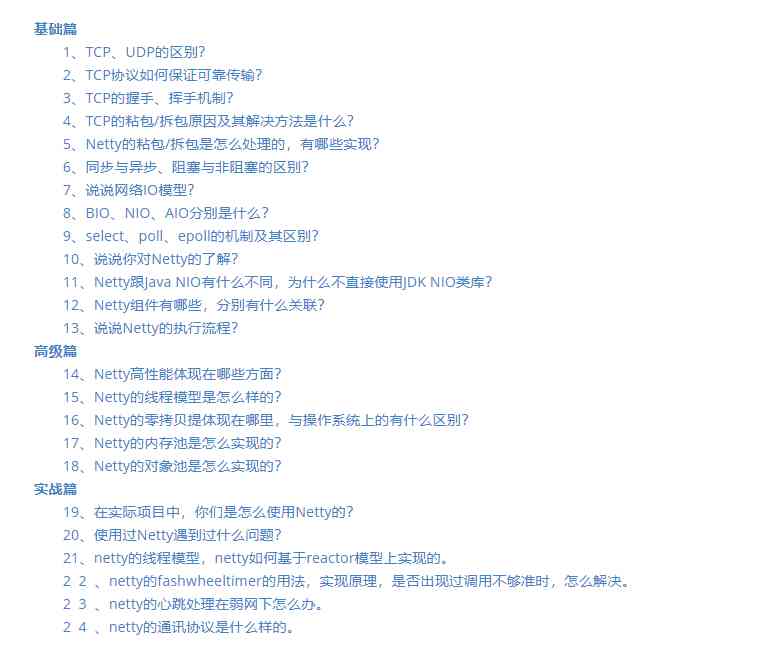 基础篇
1、TCP、UDP的区别？
2、TCP协议如何保证可靠传输？
3、TCP的握手、挥手机制？
4、TCP的粘包/拆包原因及其解决方法是什么？
5、Netty的粘包/拆包是怎么处理的，有哪些实现？
6、同步与异步、阻塞与非阻塞的区别？
7、说说网络IO模型？
8、BIO、NIO、AIO分别是什么？
9、select、poll、epoll的机制及其区别？
10、说说你对Netty的了解？
11、Netty跟Java NIO有什么不同，为什么不直接使用JDK NIO类库？
12、Netty组件有哪些，分别有什么关联？
13、说说Netty的执行流程？
高级篇
14、Netty高性能体现在哪些方面？
15、Netty的线程模型是怎么样的？
16、Netty的零拷贝提体现在哪里，与操作系统上的有什么区别？
17、Netty的内存池是怎么实现的？
18、Netty的对象池是怎么实现的？
实战篇
19、在实际项目中，你们是怎么使用Netty的？
20、使用过Netty遇到过什么问题？
21、netty的线程模型，netty如何基于reactor模型上实现的。
２２、netty的fashwheeltimer的用法，实现原理，是否出现过调用不够准时，怎么解决。
２３、netty的心跳处理在弱网下怎么办。
２４、netty的通讯协议是什么样的。